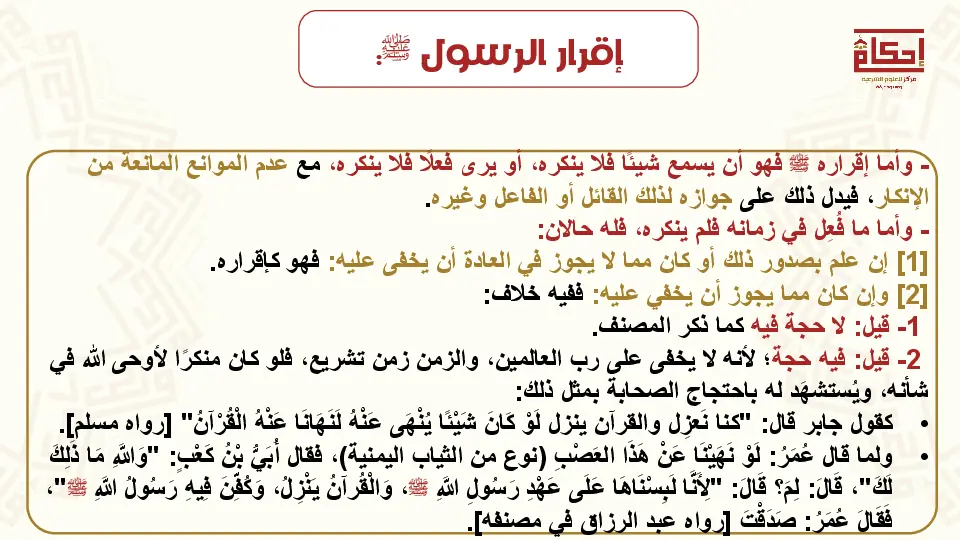 إقرار الرسول ﷺ:
إحكام
مركز للعلوم الشرعية
- وأما إقراره ﷺ فهو أن يسمع شيئًا فلا ينكره، أو يرى فعلًا فلا ينكره، مع عدم الموانع المانعة من
الإنكار، فيدل ذلك على جوازه لذلك القائل أو الفاعل وغيره.
- وأما ما فُعِل في زمانه فلم ينكره، فله حالان:
[1] إن علم بصدور ذلك أو كان مما لا يجوز في العادة أن يخفى عليه: فهو كإقراره.
[2] وإن كان مما يجوز أن يخفي عليه: ففيه خلاف:
1- قيل: لا حجة فيه كما ذكر المصنف.
2- قيل: فيه حجة؛ لأنه لا يخفى على رب العالمين، والزمن زمن تشريع، فلو كان منكرًا لأوحى الله في
شأنه، ويُستشهَد له باحتجاج الصحابة بمثل ذلك:
• كقول جابر قال: "كنا نَعزِل والقرآن ينزل لَوْ كَانَ شَيْئًا يُنْهَى عَنْهُ لَنَهَانَا عَنْهُ الْقُرْآنُ" [رواه مسلم].
• ولما قال عُمَرُ: لَوْ نَهَيْنَا عَنْ هَذَا العَصْبِ (نوع من الثياب اليمنية)، فقال أُبَيُّ بْنُ كَعْبٍ: "وَاللَّهِ مَا ذَلِكَ
لَكَ"، قَالَ: لِمَ؟ قَالَ: "لِأَنَّا لَبِسْنَاهَا عَلَى عَهْدِ رَسُولِ اللَّهِ ﷺ، وَالْقُرآنُ يَنْزِلُ، وَكُفِّنَ فِيهِ رَسُولُ اللَّهِ ﷺ"،
فَقَالَ عُمَرُ: صَدَقْتَ [رواه عبد الرزاق في مصنفه].